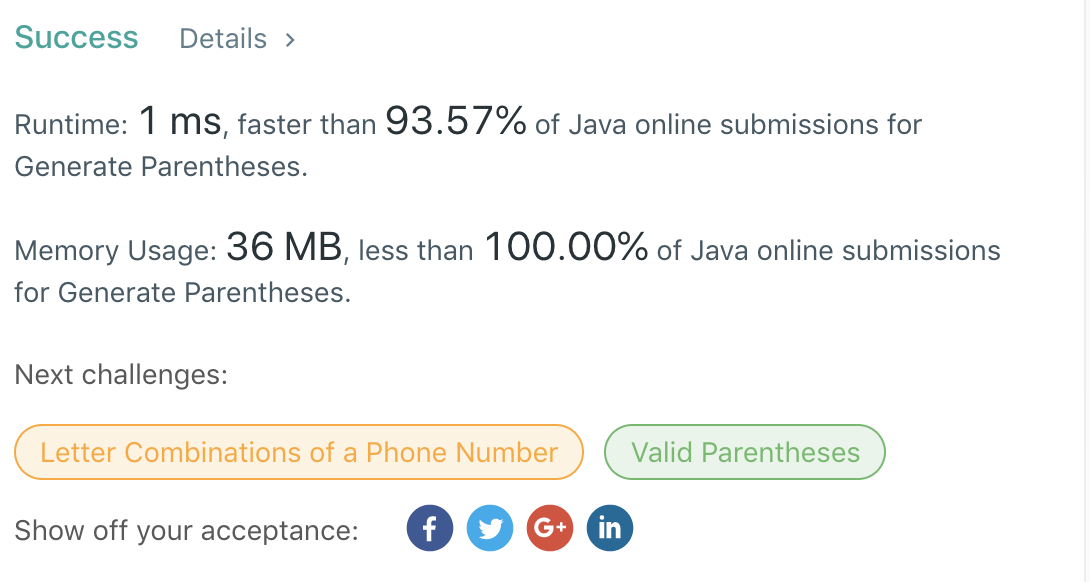 Success Details >
Runtime: 1 ms, faster than 93.57% of Java online submissions for
Generate Parentheses.
Memory Usage: 36 MB, less than 100.00% of Java online submissions
for Generate Parentheses.
Next challenges:
Letter Combinations of a Phone Number Valid Parentheses
Show off your acceptance: f G+ in